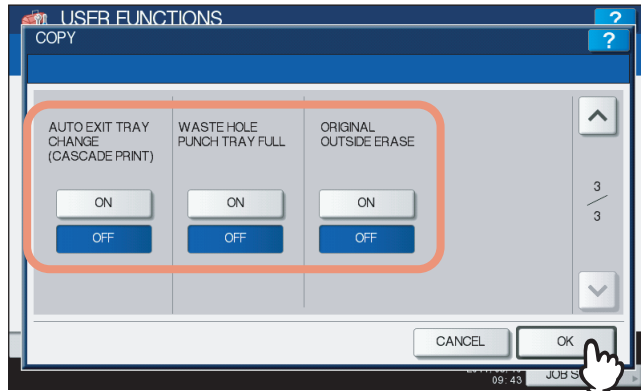 USER FUNCTIONS
?
COPY
?
AUTO EXIT TRAY
CHANGE
(CASCADE PRINT)
WASTE HOLE
PUNCH TRAY FULL
ORIGINAL
OUTSIDE ERASE
ON
ON
ON
OFF
OFF
OFF
3
3
CANCEL
OK
09:43
JOB S